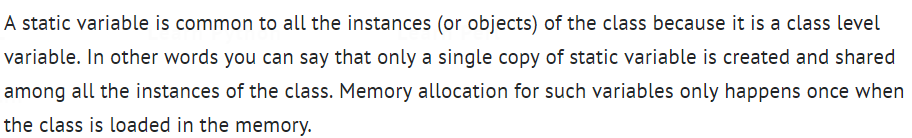 A static variable is common to all the instances (or objects) of the class because it is a class level
variable. In other words you can say that only a single copy of static variable is created and shared
among all the instances of the class. Memory allocation for such variables only happens once when
the class is loaded in the memory.